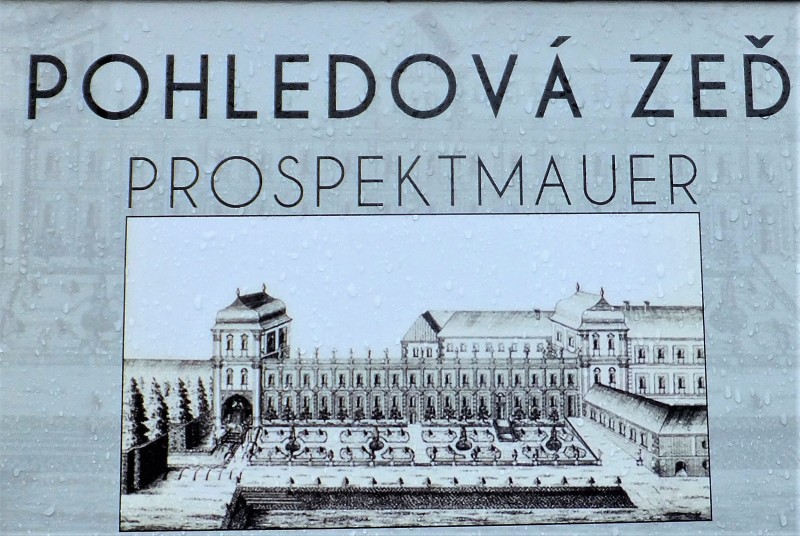 POHLEDOVÁ ZEĎ
PROSPEKTMAUER